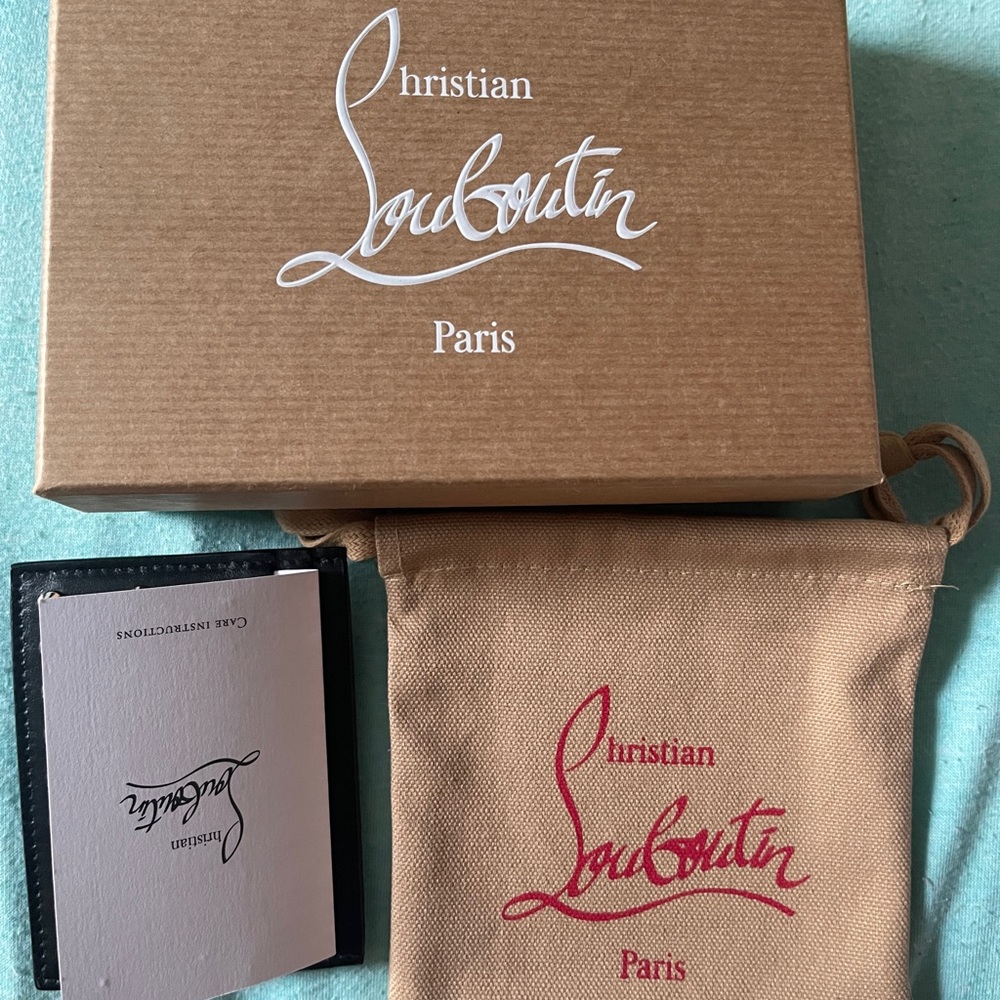 Christian
Louboutin
Paris
CARE INSTRUCTIONS
Christian
Louboutin
Christian
Louboutin
Paris